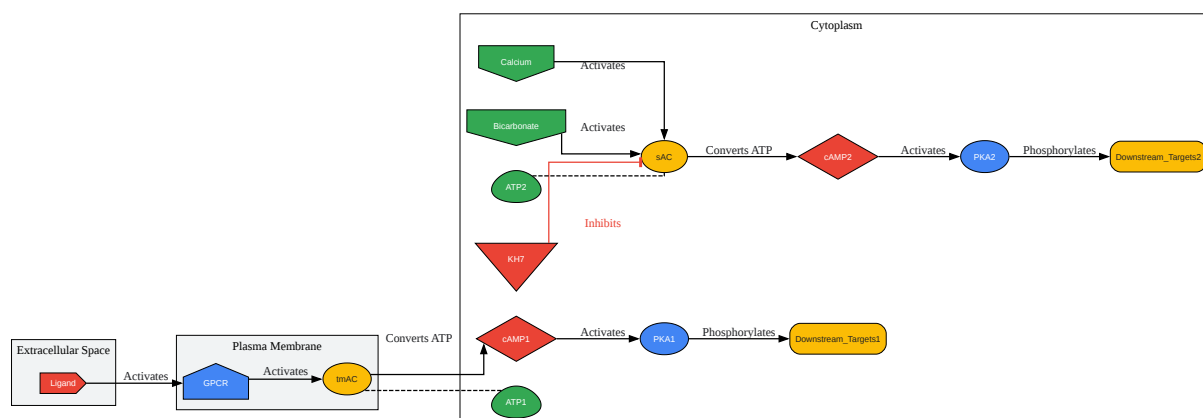 Cytoplasm
Calcium
Activates
Bicarbonate
Activates
sAC
Converts ATP
cAMP2
Activates
PKA2
Phosphorylates
Downstream_Targets2
ATP2
Inhibits
KH7
Extracellular Space
Ligand
Activates
Plasma Membrane
GPCR
Activates
tmAC
Converts ATP
cAMP1
Activates
PKA1
Phosphorylates
Downstream_Targets1
ATP1